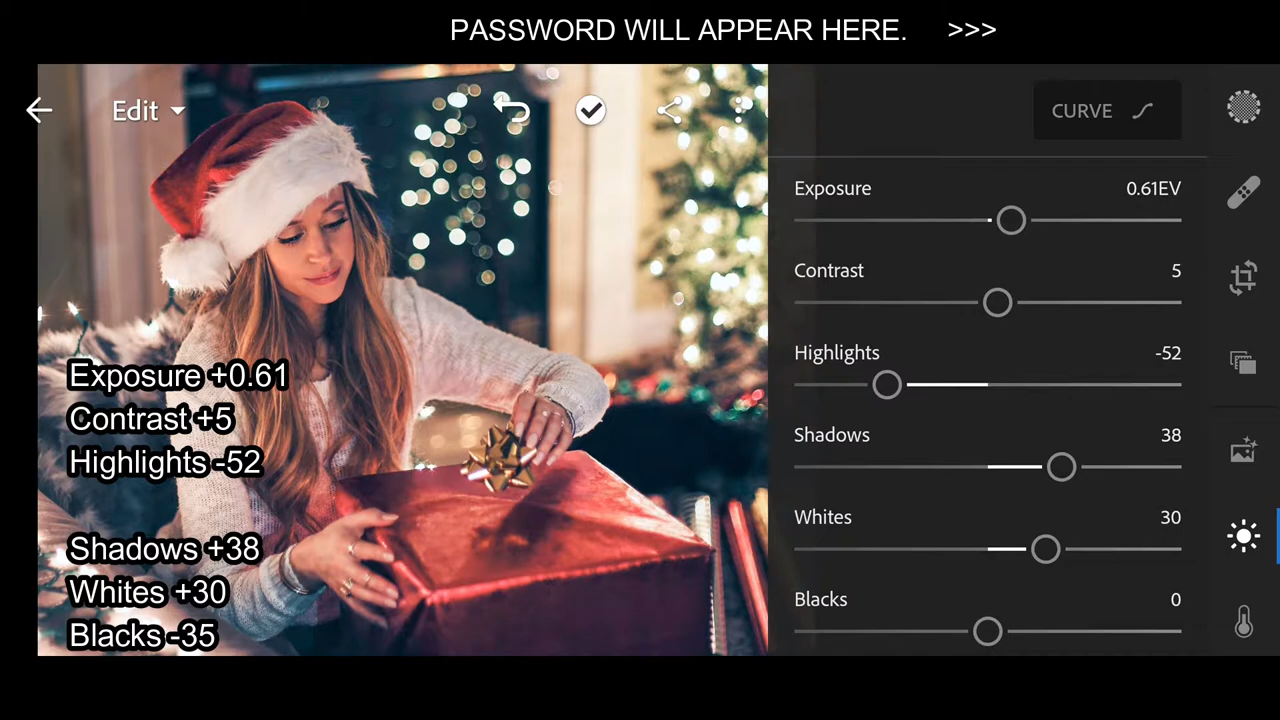 PASSWORD WILL APPEAR HERE. >>>
Edit
CURVE
Exposure 0.61EV
Contrast 5
Highlights -52
Shadows 38
Whites 30
Blacks 0
Exposure +0.61
Contrast +5
Highlights -52
Shadows +38
Whites +30
Blacks -35